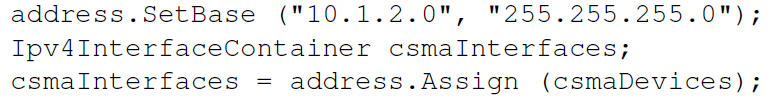 address.SetBase ("10.1.2.0", "255.255.255.0");
Ipv4InterfaceContainer csmaInterfaces;
csmaInterfaces = address.Assign (csmaDevices);